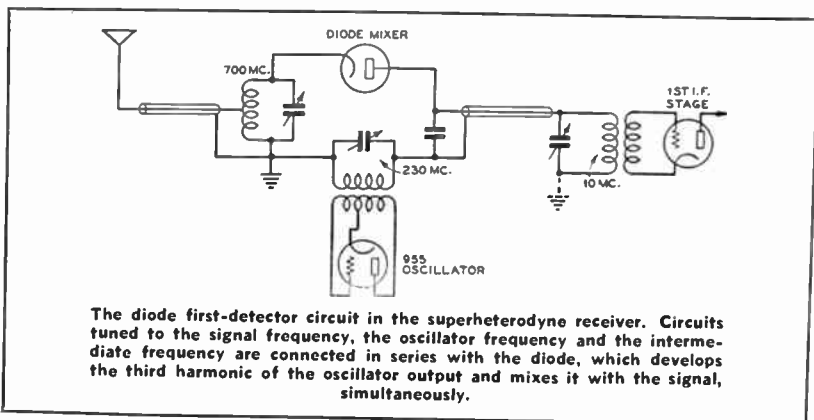 DIODE MIXER
700 MC.
1ST I.F.
STAGE
230 MC.
10 MC.
955
OSCILLATOR
The diode first-detector circuit in the superheterodyne receiver. Circuits
tuned to the signal frequency, the oscillator frequency and the interme-
diate frequency are connected in series with the diode, which develops
the third harmonic of the oscillator output and mixes it with the signal,
simultaneously.